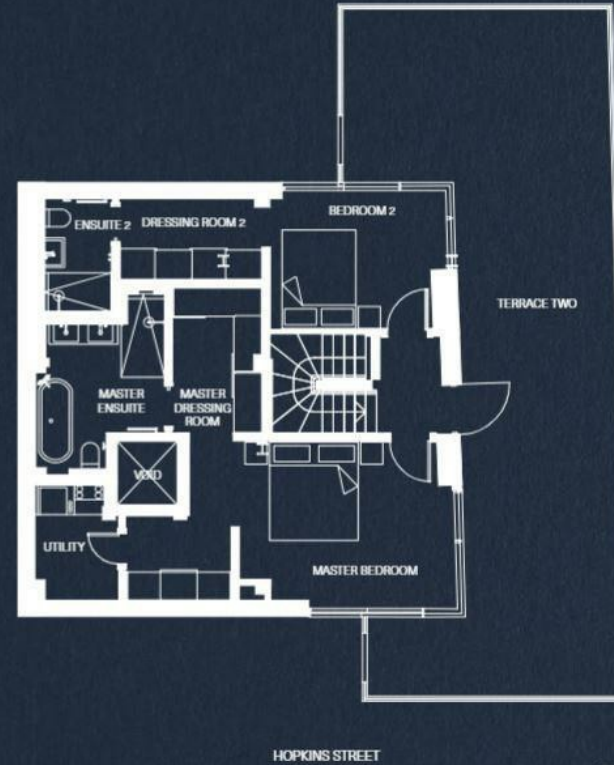 ENSUITE 2
DRESSING ROOM 2
BEDROOM 2
TERRACE TWO
MASTER
ENSUITE
MASTER
DRESSING
ROOM
VOID
UTILITY
MASTER BEDROOM
HOPKINS STREET